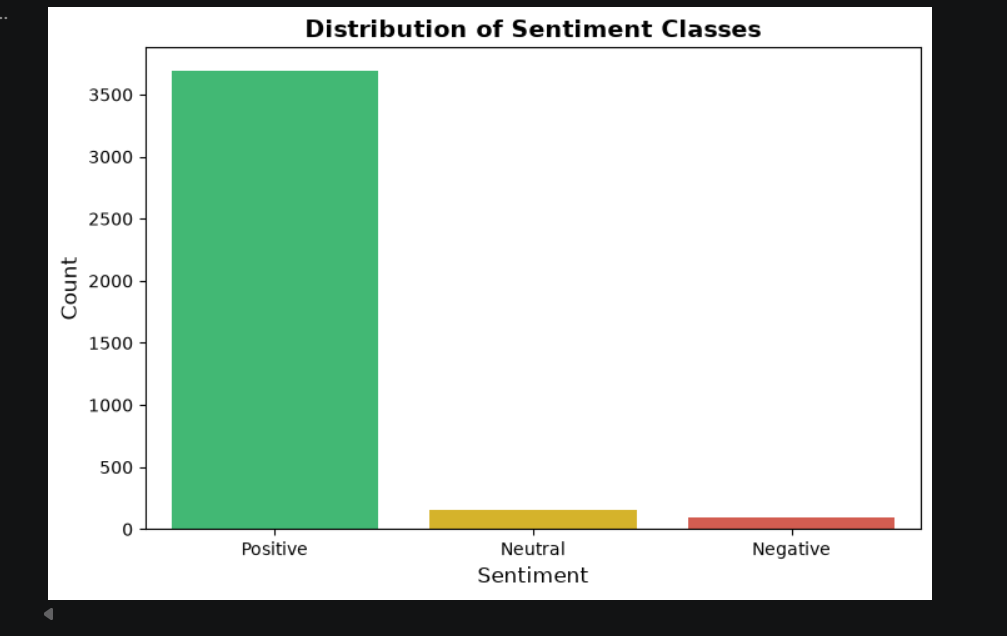 ..
Distribution of Sentiment Classes
3500
3000
2500
2000
1500
1000
500
0
Count
Positive Neutral Negative
Sentiment